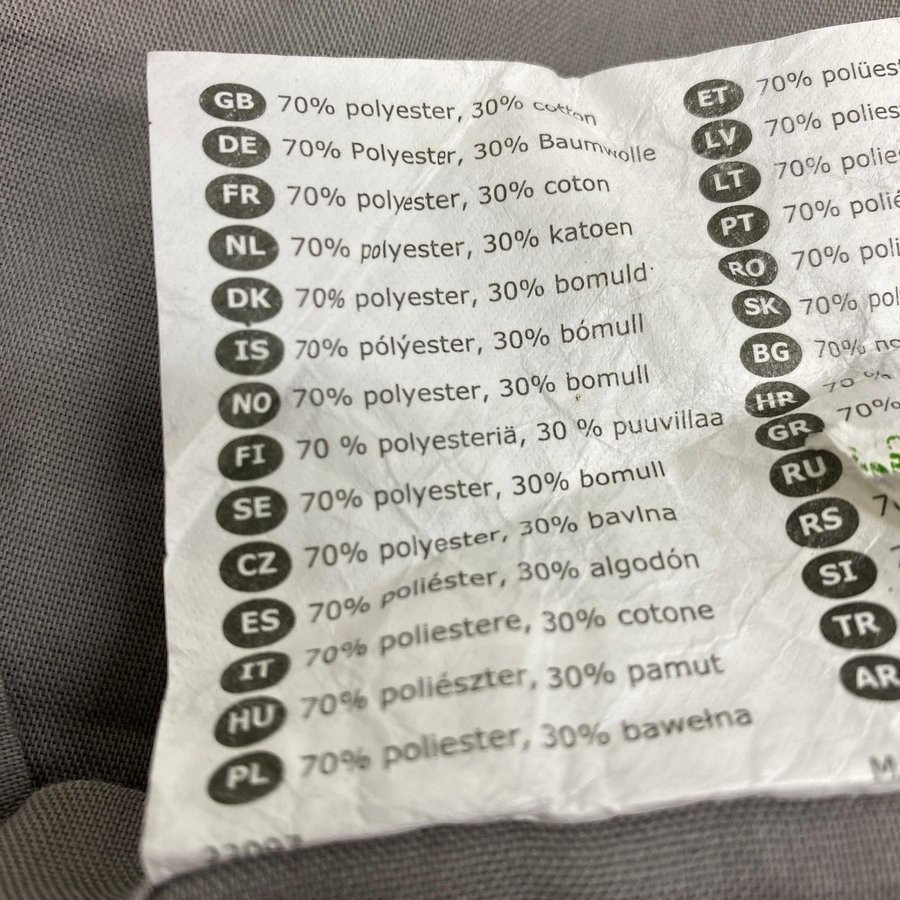 GB 70% polyester, 30% cotton
DE 70% Polyester, 30% Baumwolle
FR 70% polyester, 30% coton
NL 70% polyester, 30% katoen
DK 70% polyester, 30% bomuld
IS 70% pólýester, 30% bómull
NO 70% polyester, 30% bomull
FI 70 % polyesteriä, 30 % puuvillaa
SE 70% polyester, 30% bomull
CZ 70% polyester, 30% bavlna
ES 70% poliéster, 30% algodón
IT 70% poliestere, 30% cotone
HU 70% poliészter, 30% pamut
PL 70% poliester, 30% bawełna
ET 70%
LV 70%
LT 70%
PT 70%
RO 70%
SK 70%
BG 70%
HR 70 %
GR 70%
RU
RS
SI
TR
AR